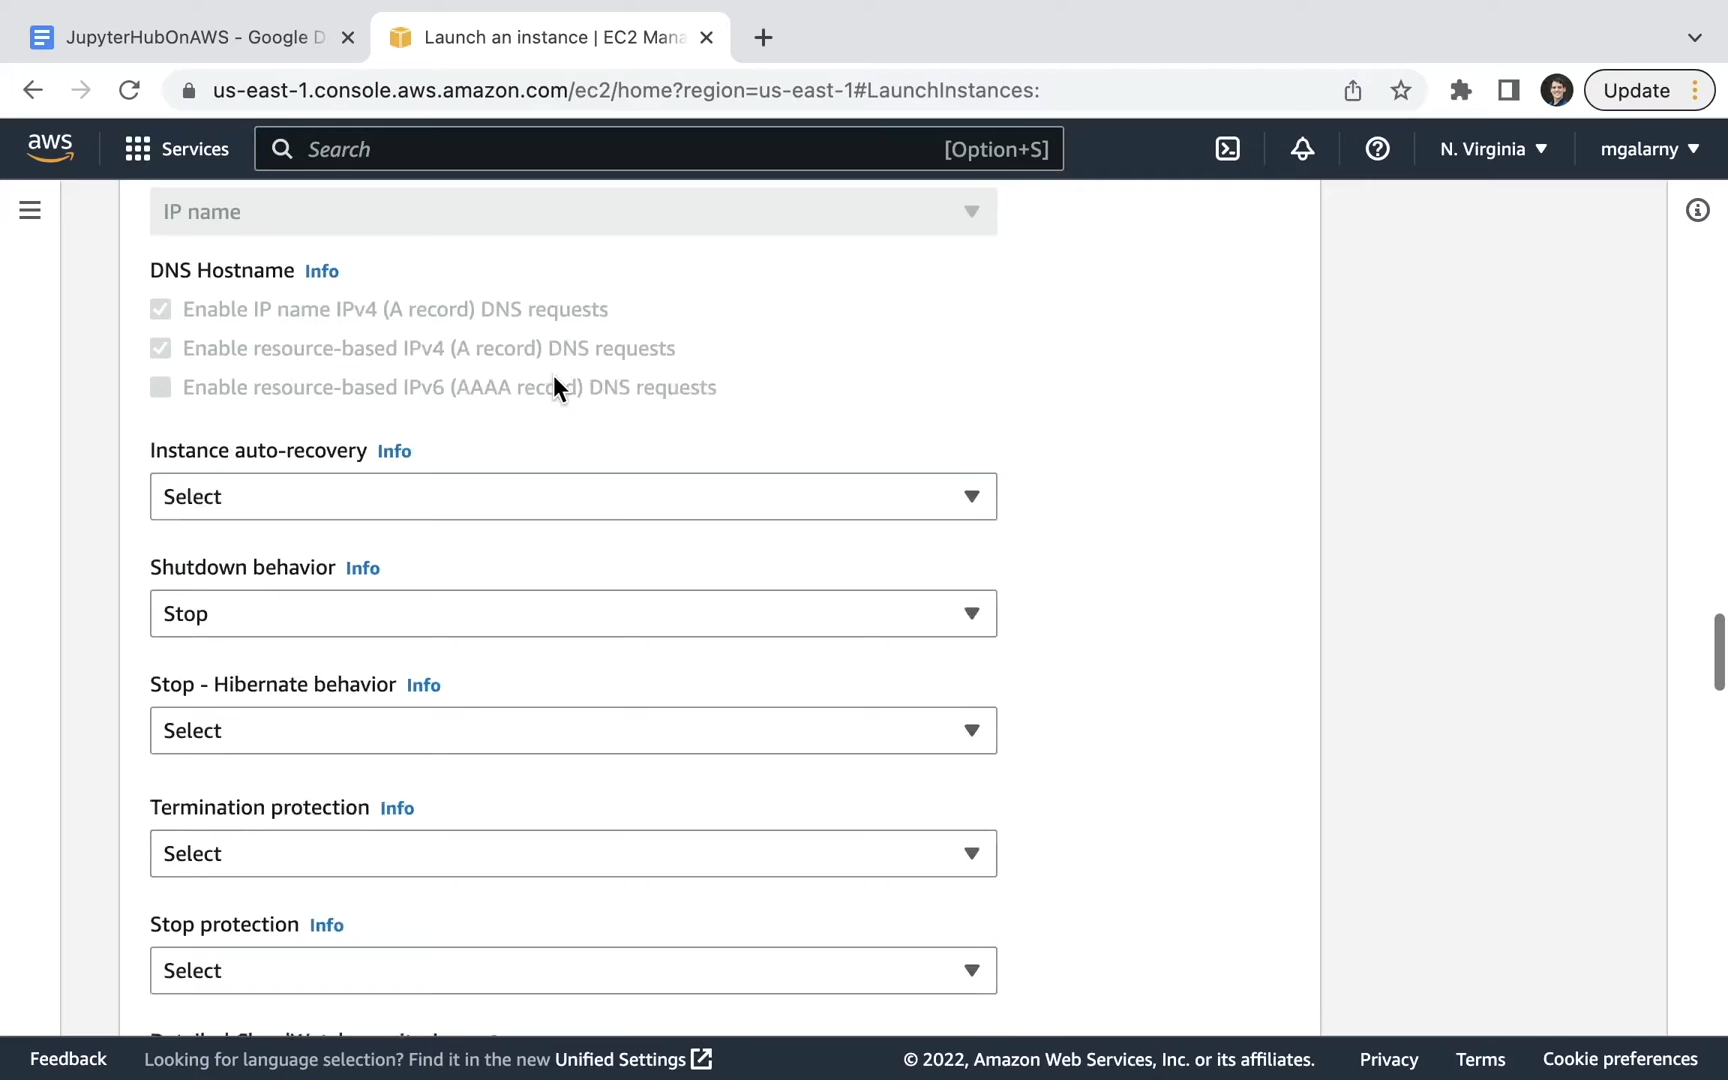 JupyterHubOnAWS - Google D
Launch an instance | EC2 Mana
us-east-1.console.aws.amazon.com/ec2/home?region=us-east-1#LaunchInstances:
Update
aws
Services
Search
[Option+S]
N. Virginia
mgalarny
IP name
DNS Hostname Info
Enable IP name IPv4 (A record) DNS requests
Enable resource-based IPv4 (A record) DNS requests
Enable resource-based IPv6 (AAAA record) DNS requests
Instance auto-recovery Info
Select
Shutdown behavior Info
Stop
Stop - Hibernate behavior Info
Select
Termination protection Info
Select
Stop protection Info
Select
Feedback
Looking for language selection? Find it in the new Unified Settings
© 2022, Amazon Web Services, Inc. or its affiliates.
Privacy
Terms
Cookie preferences